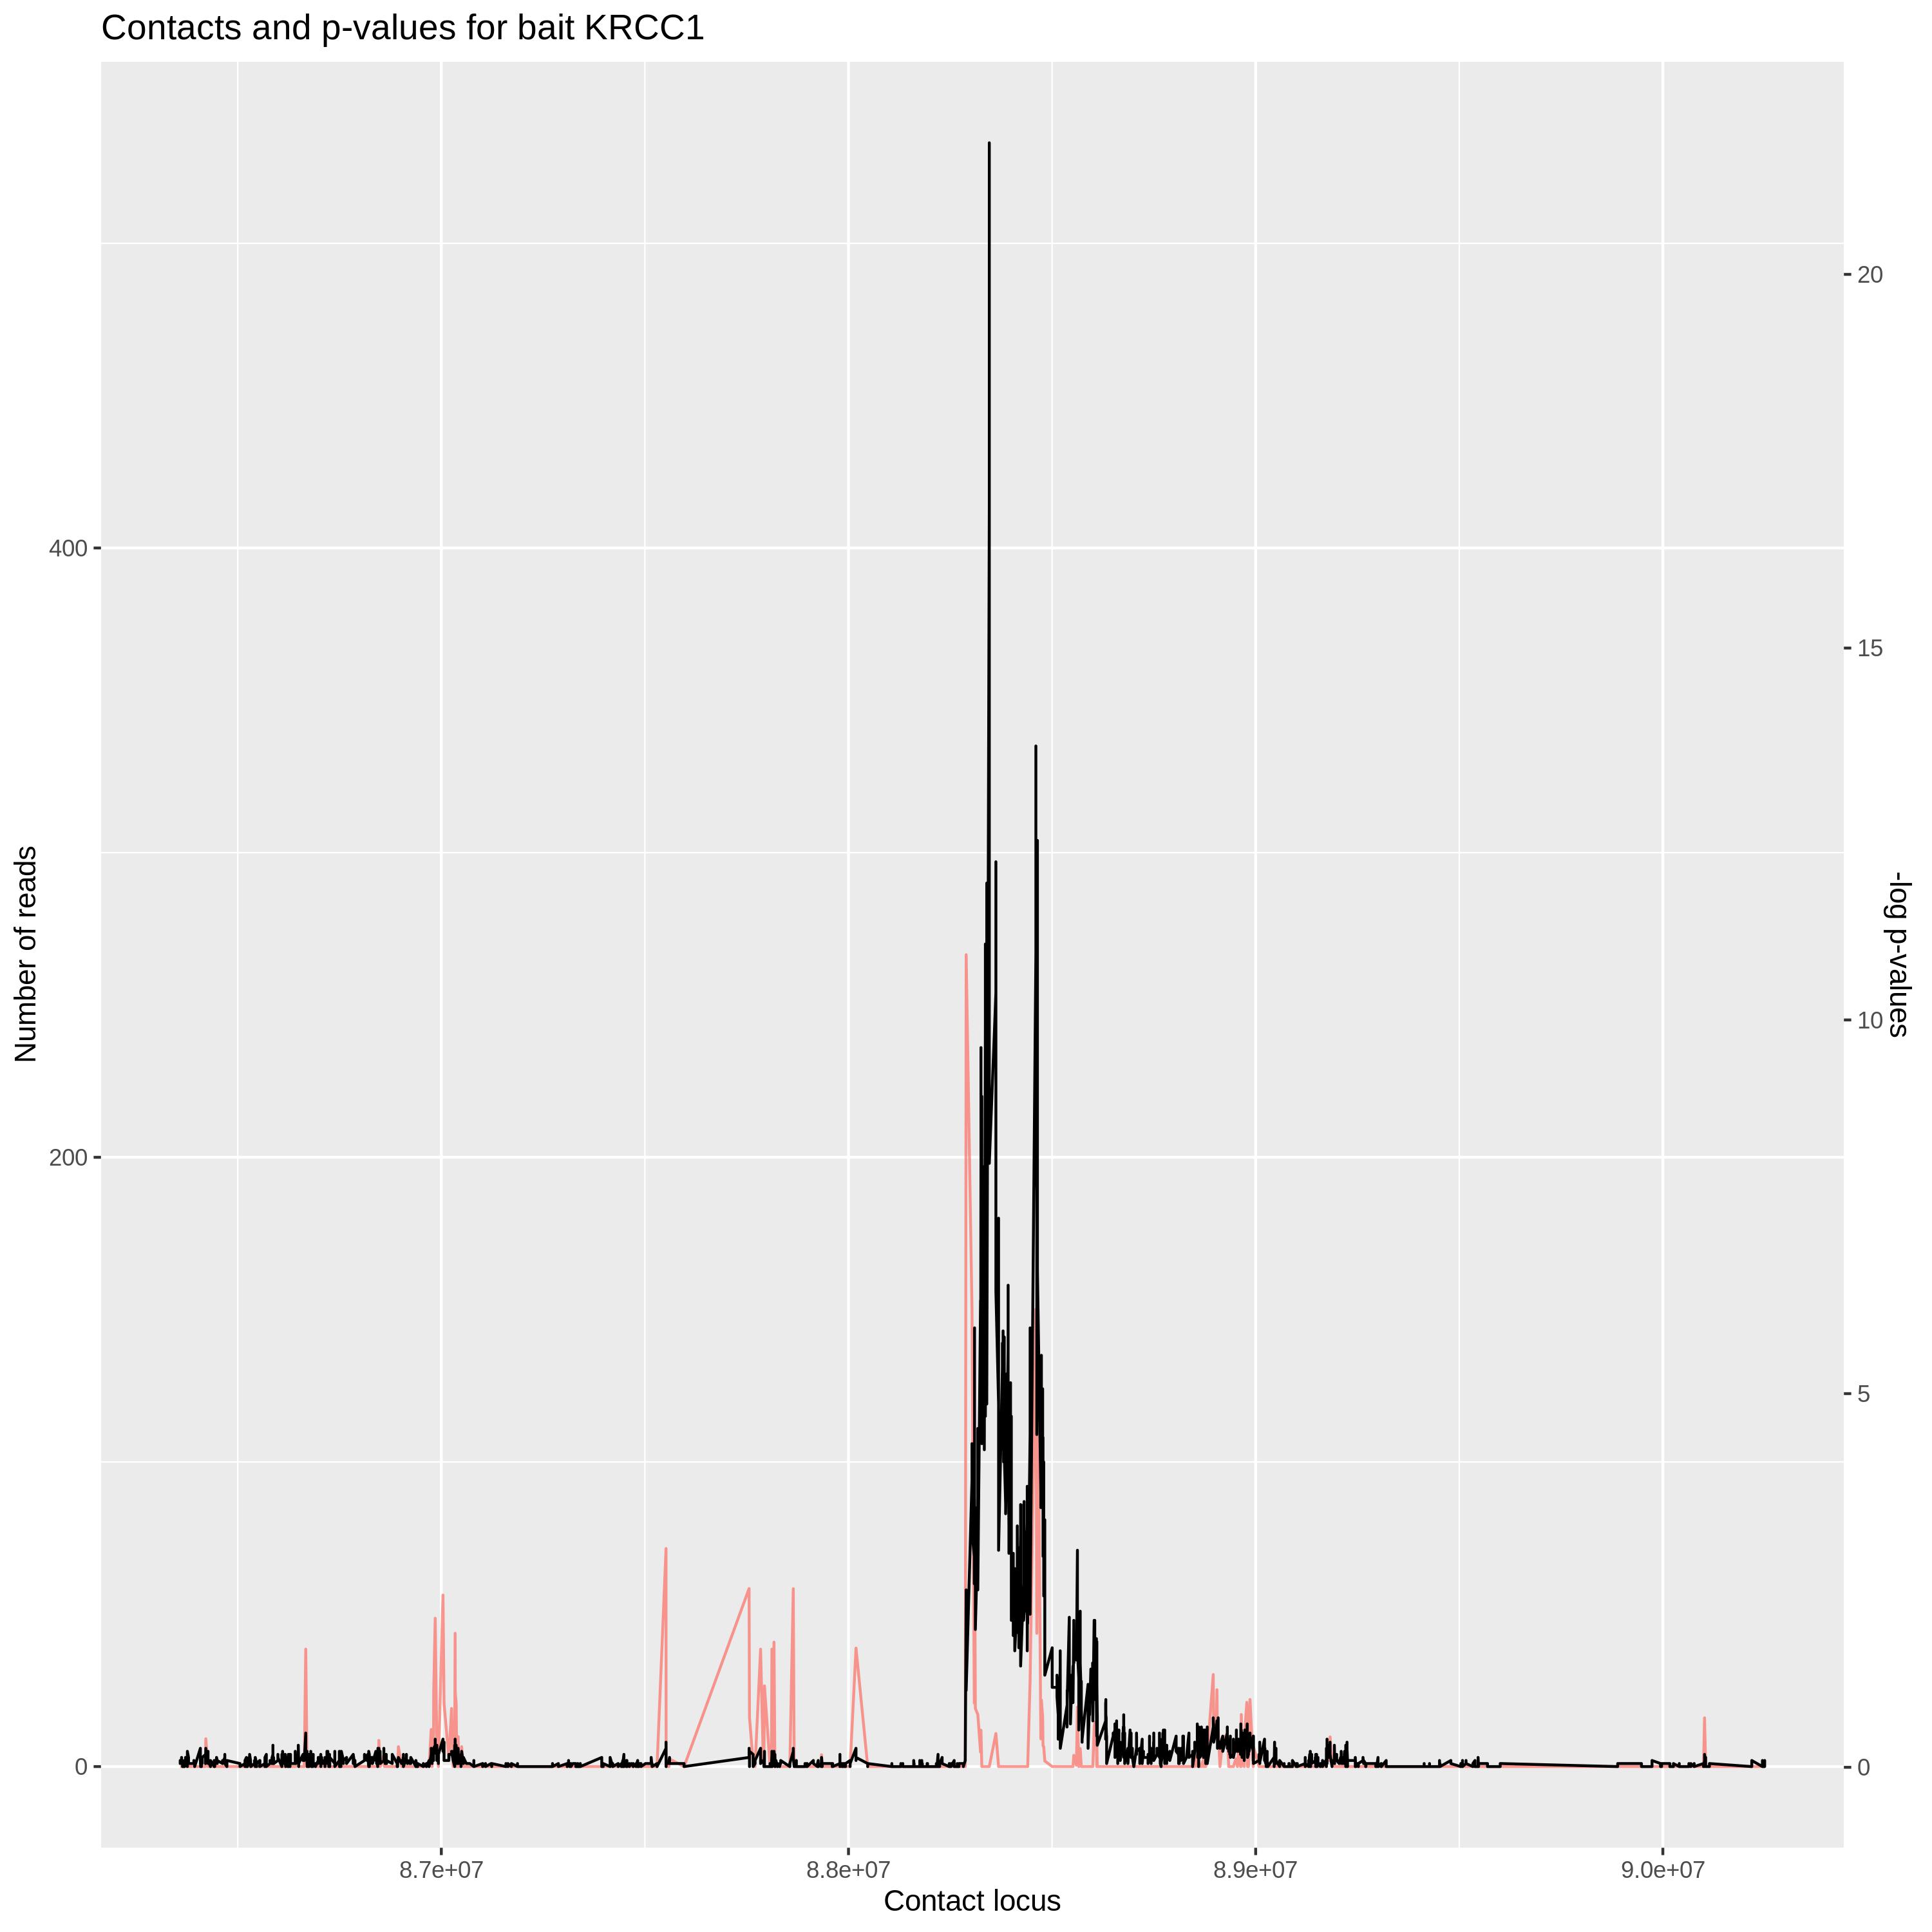 Contacts and p-values for bait KRCC1
Number of reads
400
200
0
20
15
10
5
0
-log p-values
8.7e+07
8.8e+07
8.9e+07
9.0e+07
Contact locus